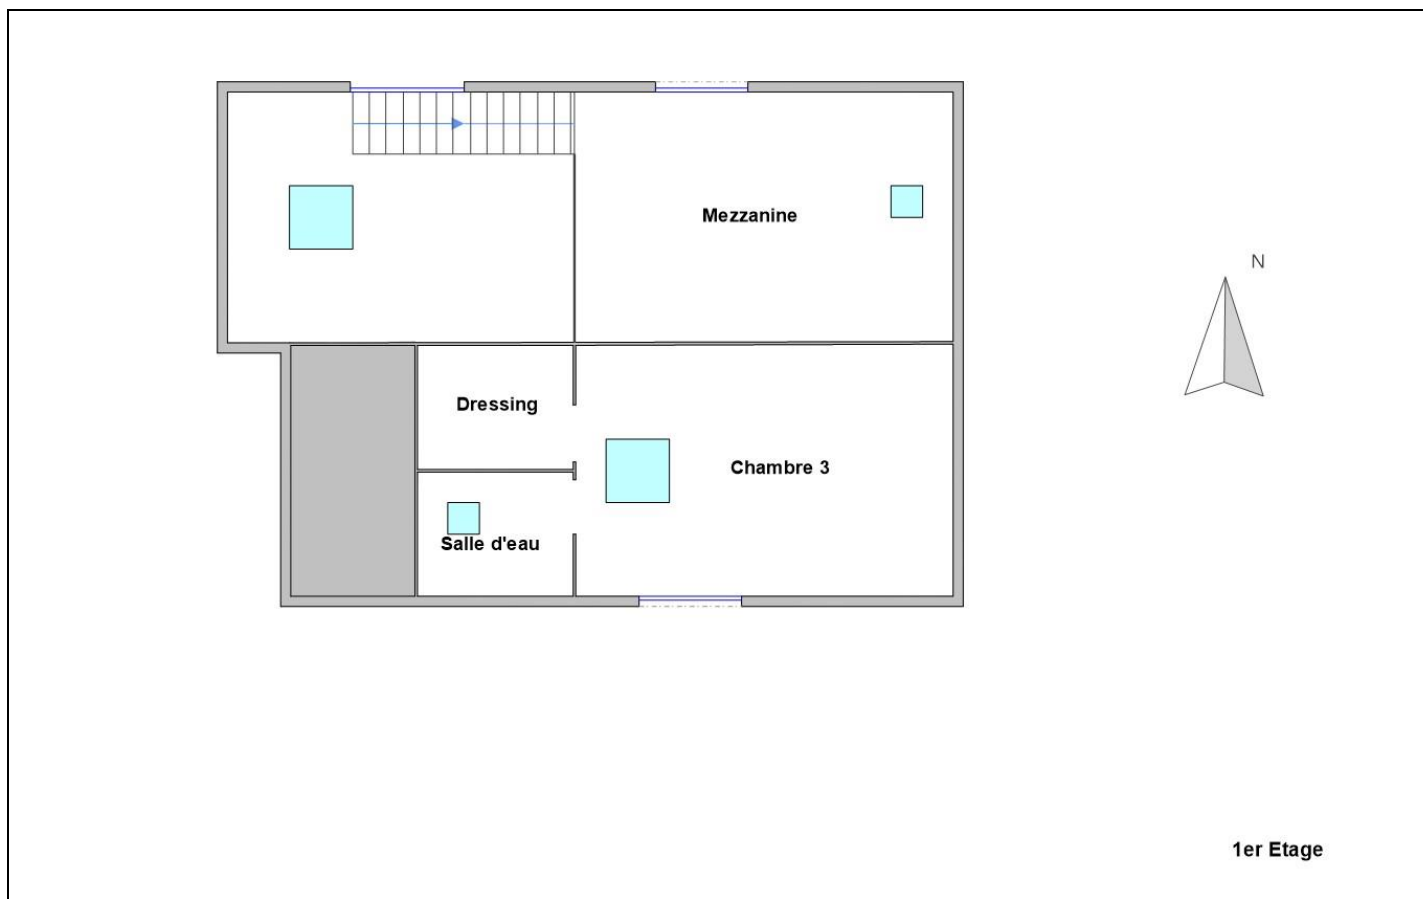 Mezzanine
N
Dressing
Chambre 3
Salle d'eau
1er Etage